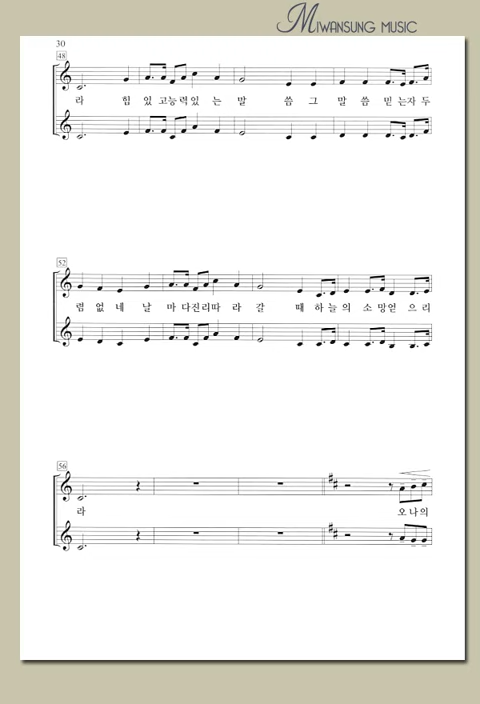 MIWANSUNG MUSIC
30
48
라 힘 있 고 능 력 있 는 말 씀 그 말 씀 믿 는 자 두
52
렴 없 네 날 마 다 진 리 따 라 갈 때 하 늘 의 소 망 얻 으 리
56
라 오 나 의